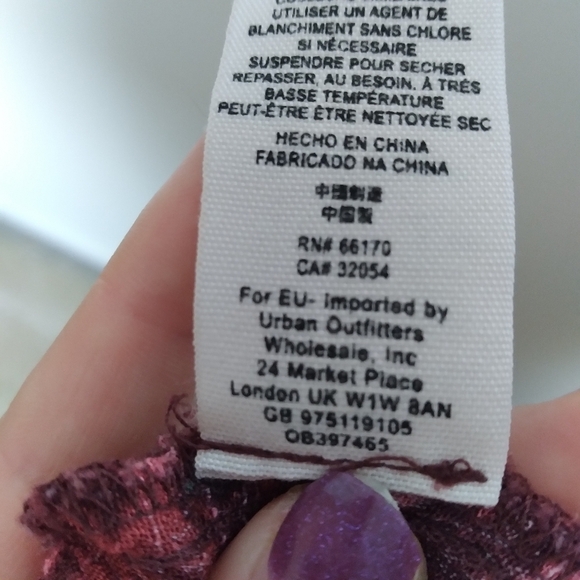 UTILISER UN AGENT DE
BLANCHIMENT SANS CHLORE
SI NÉCESSAIRE
SUSPENDRE POUR SECHER
REPASSER, AU BESOIN, À TRÉS
BASSE TEMPÉRATURE
PEUT-ÊTRE ÊTRE NETTOYÉE SEC
HECHO EN CHINA
FABRICADO NA CHINA
中國創造
中国製
RN# 66170
CA# 32054
For EU- Imported by
Urban Outfitters
Wholesale, Inc
24 Market Place
London UK W1W 8AN
GB 975119105
OB397465